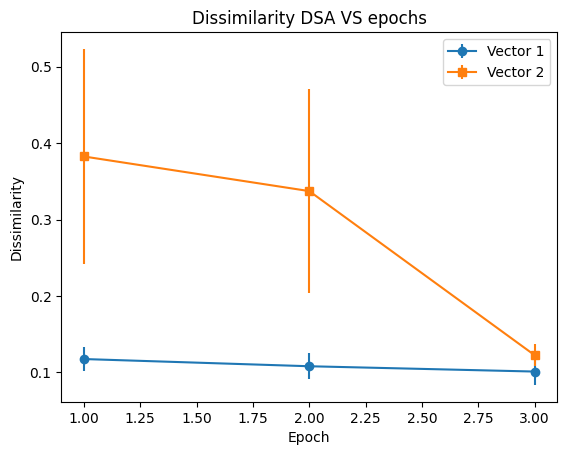 Dissimilarity DSA VS epochs
Vector 1
Vector 2
Dissimilarity
0.5
0.4
0.3
0.2
0.1
1.00 1.25 1.50 1.75 2.00 2.25 2.50 2.75 3.00
Epoch